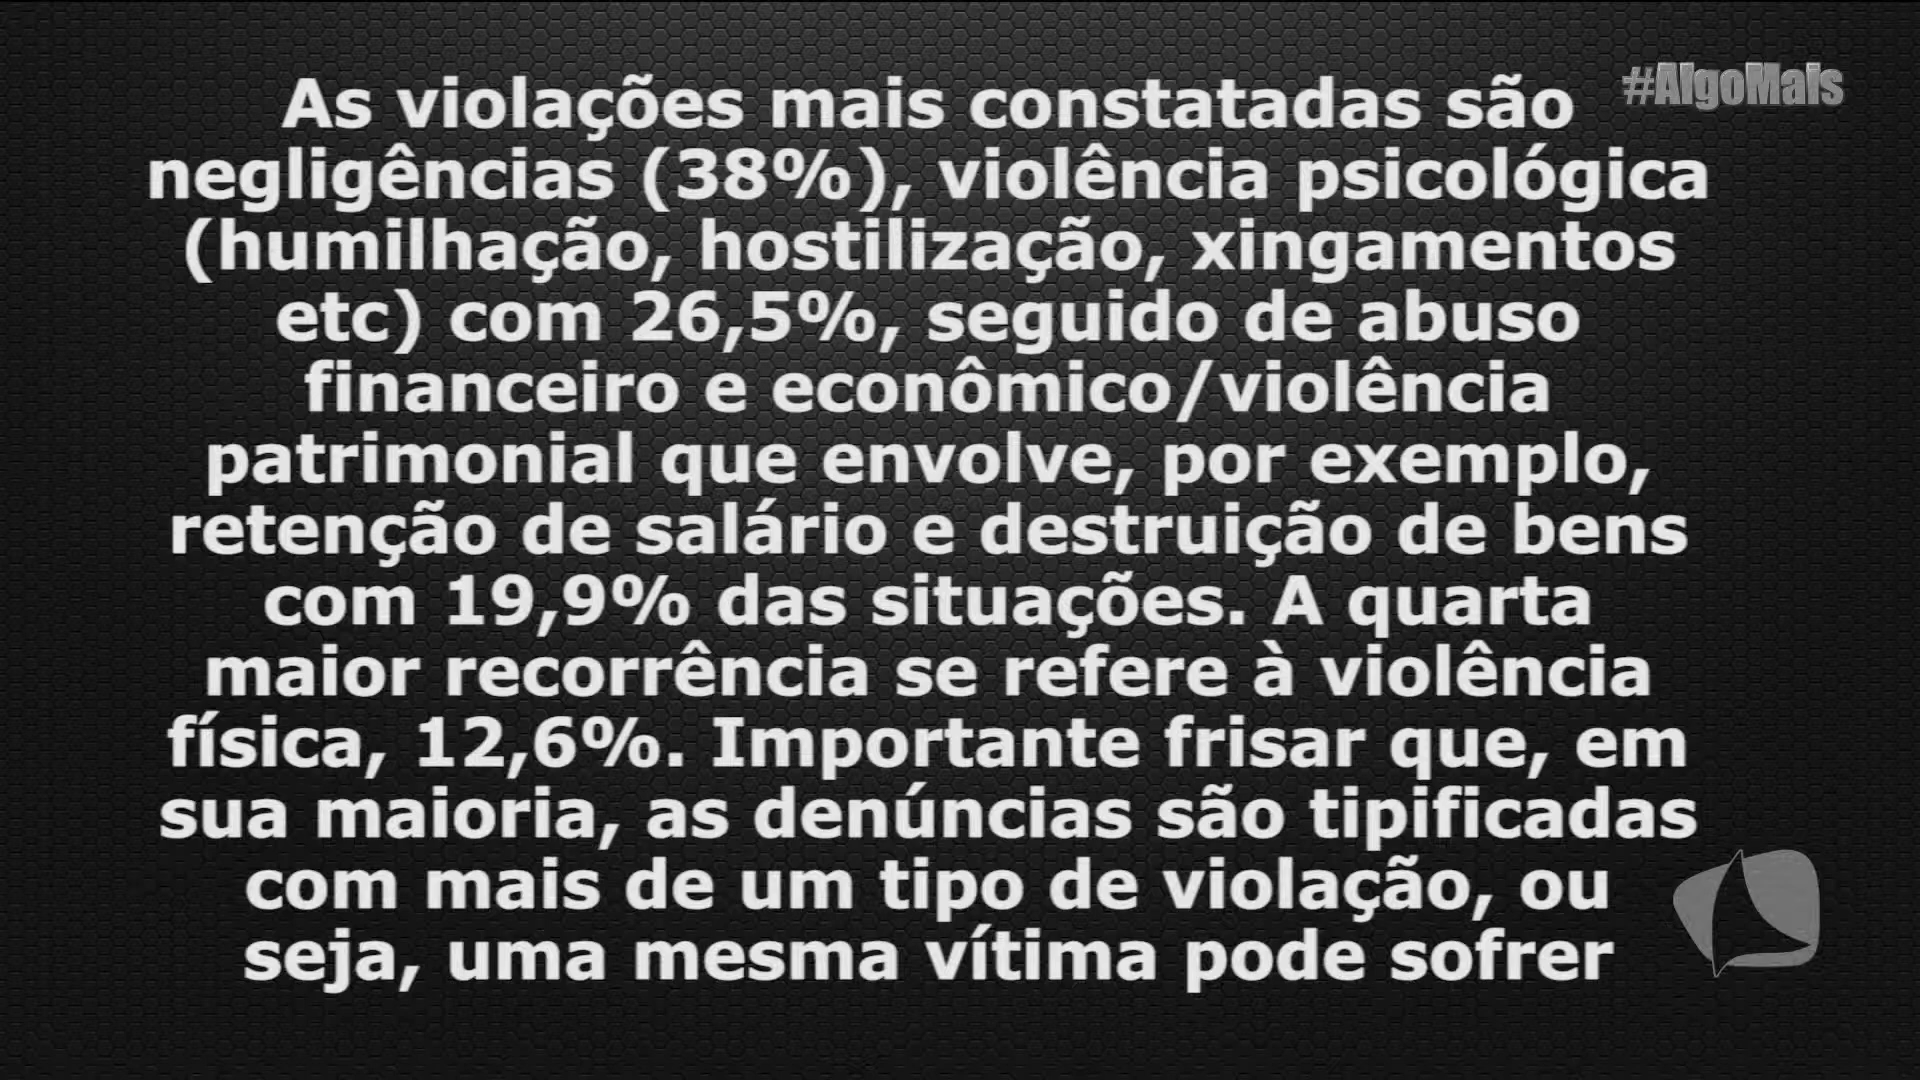 #AlgoMais
As violações mais constatadas são
negligências (38%), violência psicológica
(humilhação, hostilização, xingamentos
etc) com 26,5%, seguido de abuso
financeiro e econômico/violência
patrimonial que envolve, por exemplo,
retenção de salário e destruição de bens
com 19,9% das situações. A quarta
maior recorrência se refere à violência
física, 12,6%. Importante frisar que, em
sua maioria, as denúncias são tipificadas
com mais de um tipo de violação, ou
seja, uma mesma vítima pode sofrer